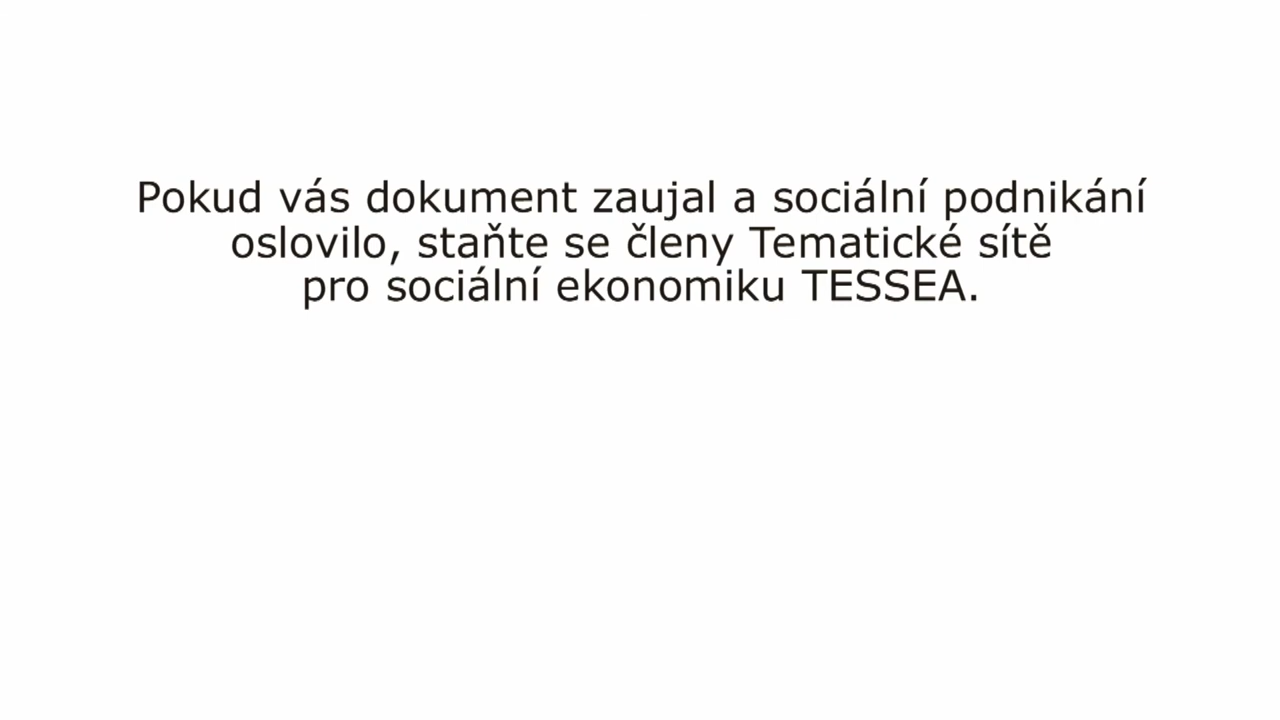 Pokud vás dokument zaujal a sociální podnikání
oslovilo, staňte se členy Tematické sítě
pro sociální ekonomiku TESSEA.